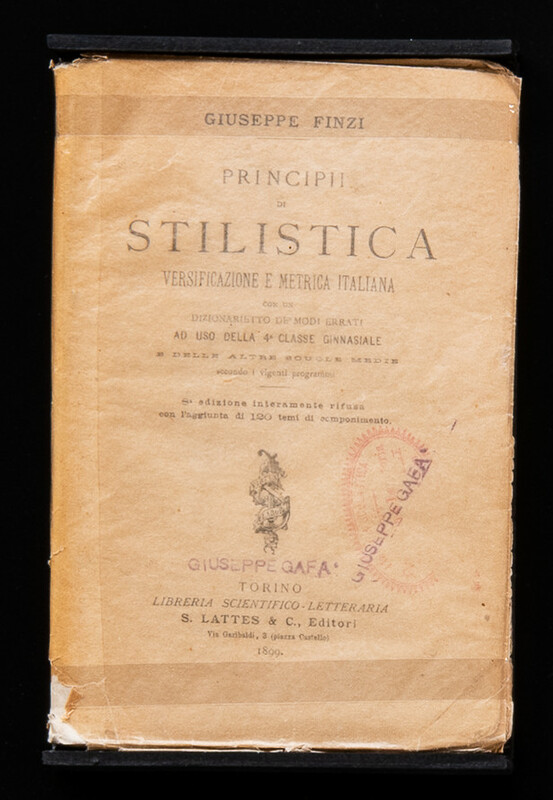 GIUSEPPE FINZI
PRINCIPII
DI
STILISTICA
VERSIFICAZIONE E METRICA ITALIANA
CON UN
DIZIONARIETTO DE' MODI ERRATI
AD USO DELLA 4ª CLASSE GINNASIALE
E DELLE ALTRE SCUOLE MEDIE
secondo i vigenti programmi.
8ª edizione interamente rifusa
con l'aggiunta di 120 temi di componimento.
GIUSEPPE GAFA'
GIUSEPPE GAFA'
TORINO
LIBRERIA SCIENTIFICO-LETTERARIA
S. LATTES & C., Editori
Via Garibaldi, 3 (piazza Castello)
1899.